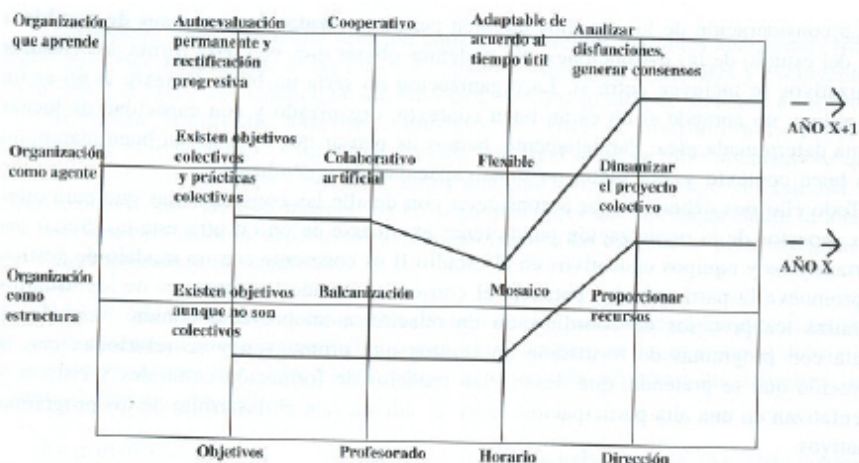 Organización
que aprende
Autoevaluación
permanente y
rectificación
progresiva
Cooperativo
Adaptable de
acuerdo al
tiempo útil
Analizar
disfunciones,
generar consensos
AÑO X+1
Organización
como agente
Existen objetivos
colectivos
y prácticas
colectivas
Colaborativo
artificial
Flexible
Dinamizar
el proyecto
colectivo
AÑO X
Organización
como
estructura
Existen objetivos
aunque no son
colectivos
Balcanización
Mosaico
Proporcionar
recursos
Objetivos
Profesorado
Horario
Dirección